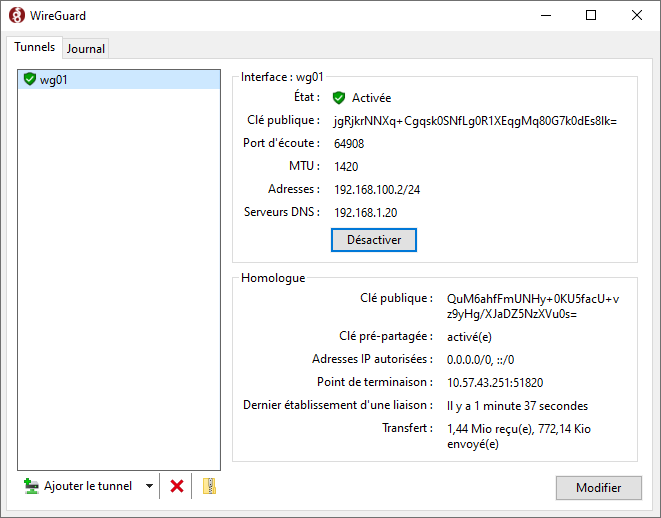 WireGuard
Tunnels
Journal
wg01
Interface : wg01
État : Activée
Clé publique : jgRjkrNNXq+Cgqsk0SNfLg0R1XEqgMq80G7k0dEs8Ik=
Port d'écoute : 64908
MTU : 1420
Adresses : 192.168.100.2/24
Serveurs DNS : 192.168.1.20
Désactiver
Homologue
Clé publique : QuM6ahfFmUNHy+0KU5facU+v
z9yHg/XJaDZ5NzXVu0s=
Clé pré-partagée : activé(e)
Adresses IP autorisées : 0.0.0.0/0, ::/0
Point de terminaison : 10.57.43.251:51820
Dernier établissement d'une liaison : Il y a 1 minute 37 secondes
Transfert : 1,44 Mio reçu(e), 772,14 Kio
envoyé(e)
Ajouter le tunnel
Modifier